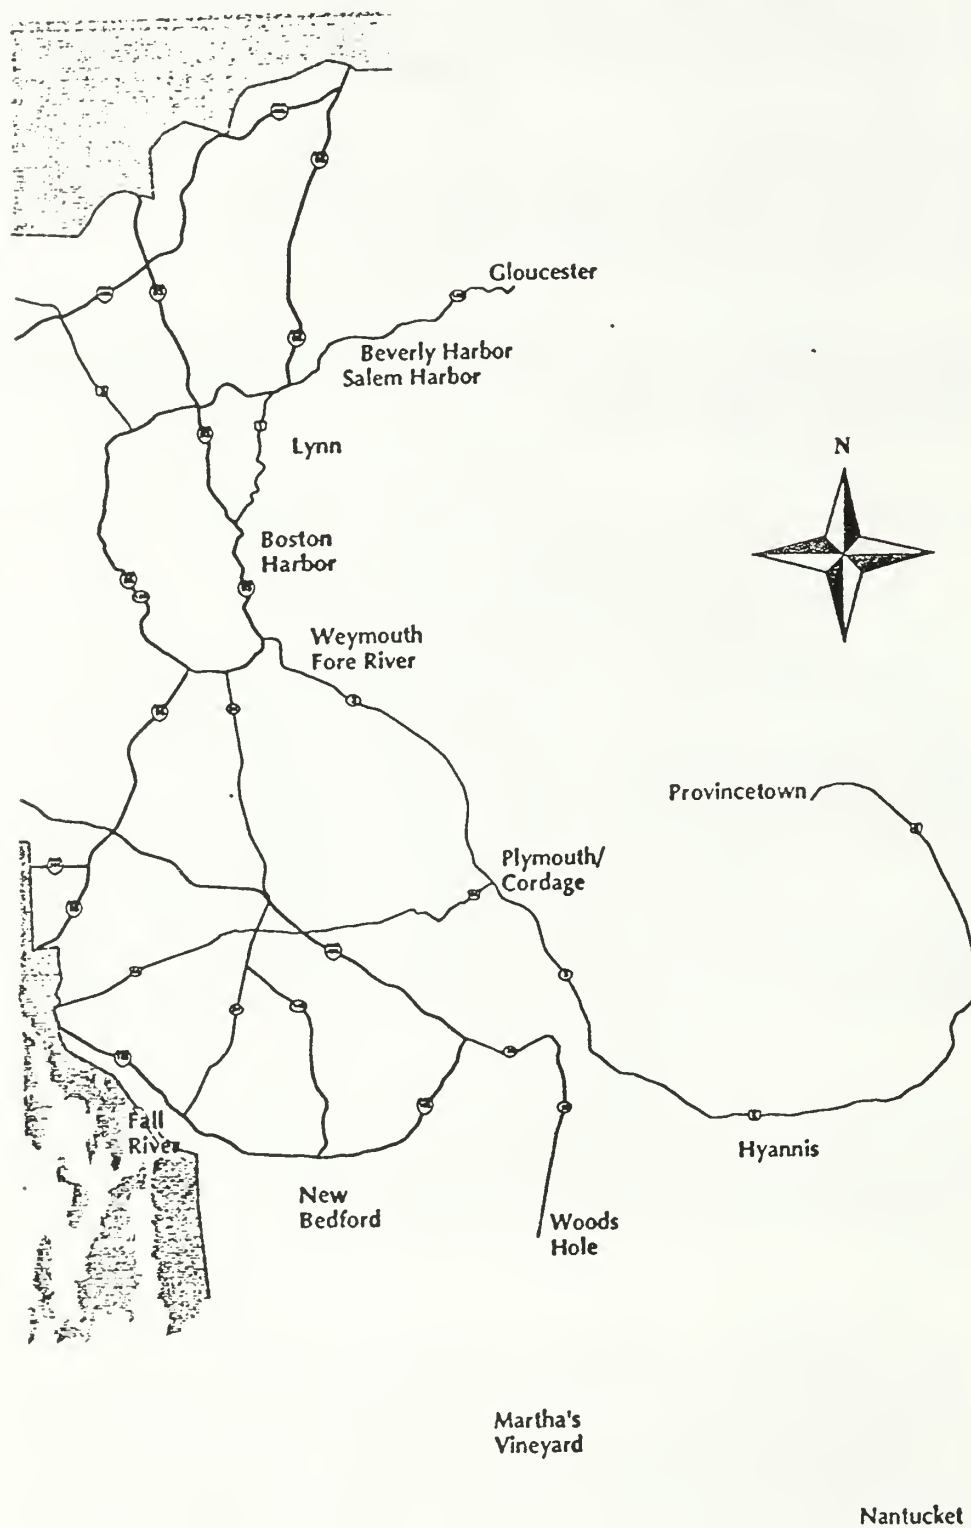 Gloucester
Beverly Harbor
Salem Harbor
Lynn
N
Boston
Harbor
Weymouth
Fore River
Provincetown
Plymouth/
Cordage
Fall
River
Hyannis
New
Bedford
Woods
Hole
Martha's
Vineyard
Nantucket